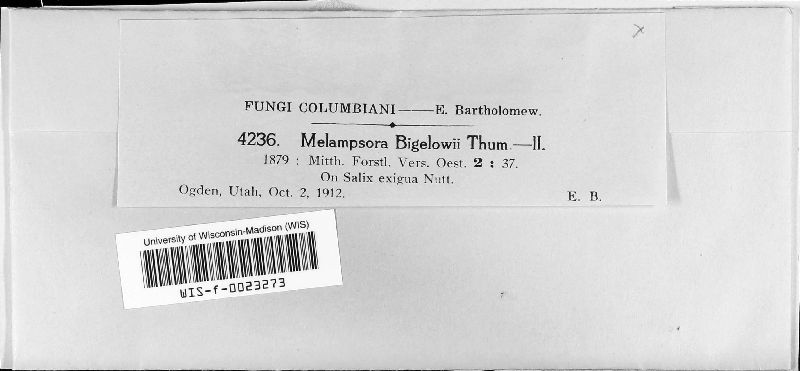 FUNGI COLUMBIANI——E. Bartholomew.
4236. Melampsora Bigelowii Thum.—II.
1879 : Mitth. Forstl. Vers. Oest. 2 : 37.
On Salix exigua Nutt.
Ogden, Utah, Oct. 2, 1912. E. B.
University of Wisconsin-Madison (WIS)
WIS-f-0023273